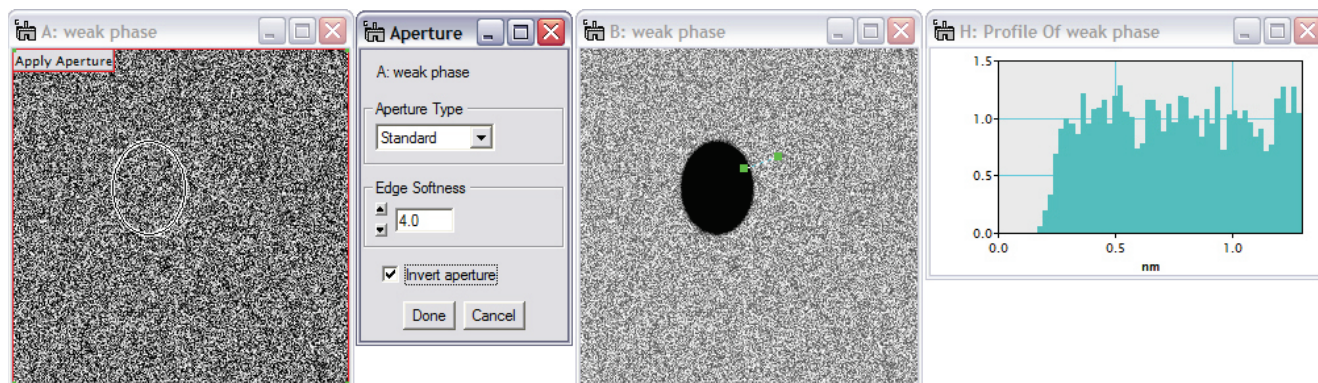 A: weak phase
Apply Aperture
Aperture
A: weak phase
Aperture Type
Standard
Edge Softness
4.0
Invert aperture
Done Cancel
B: weak phase
H: Profile Of weak phase
1.5
1.0
0.5
0.0
0.0 0.5 1.0
nm